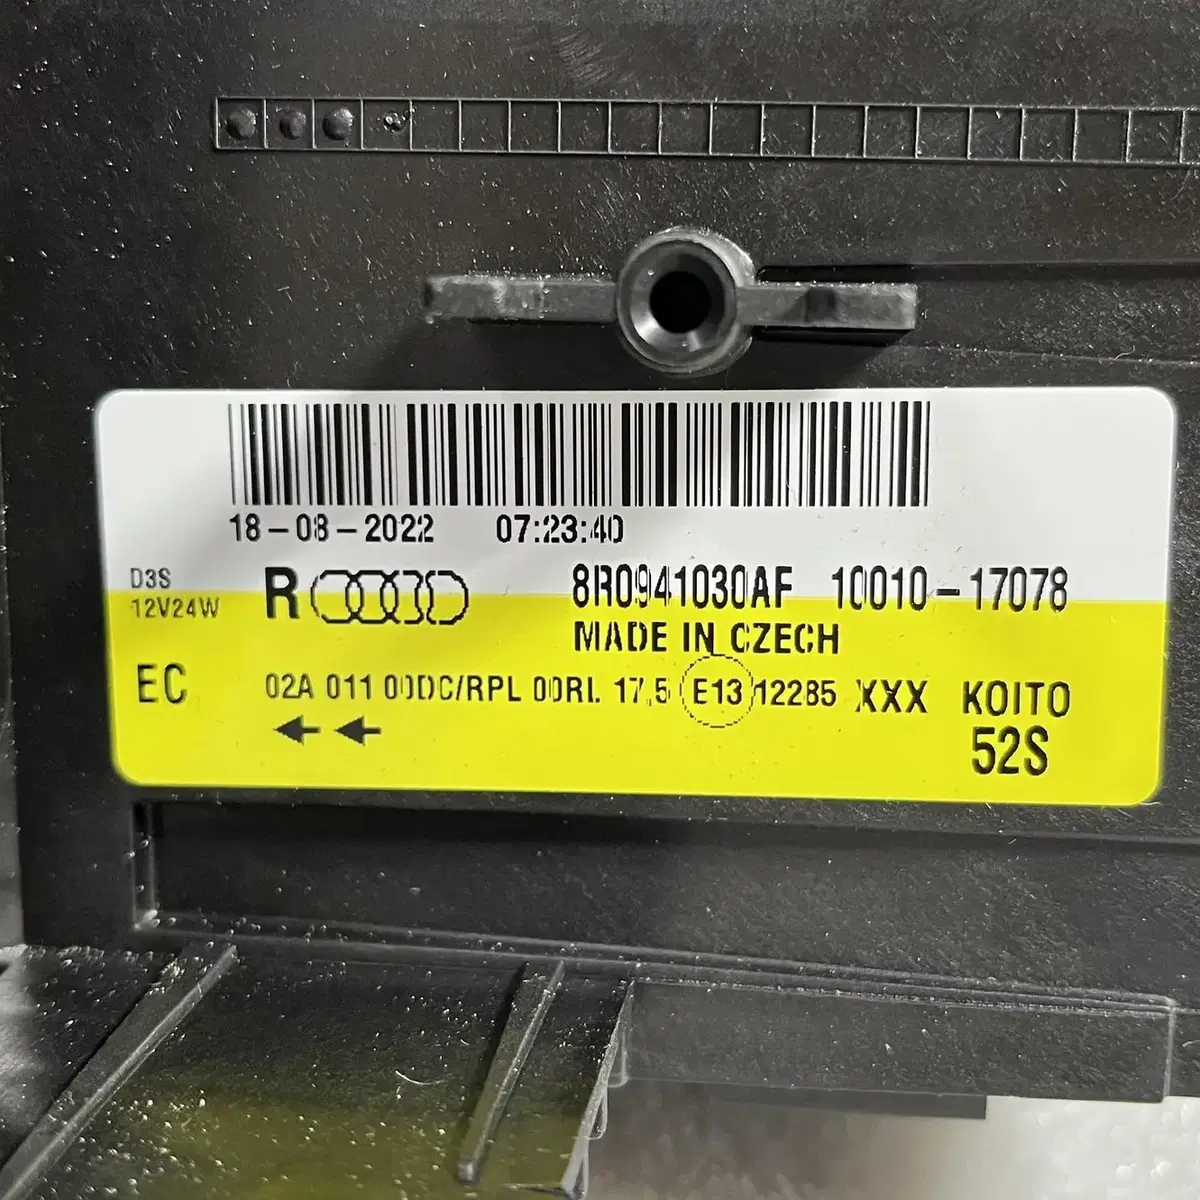 18-08-2022 07:23:40
D3S
12V24W
R 8R0941030AF 10010-17078
MADE IN CZECH
EC 02A 011 00DC/RPL 00RL 17,5 E13 12285 XXX KOITO
52S